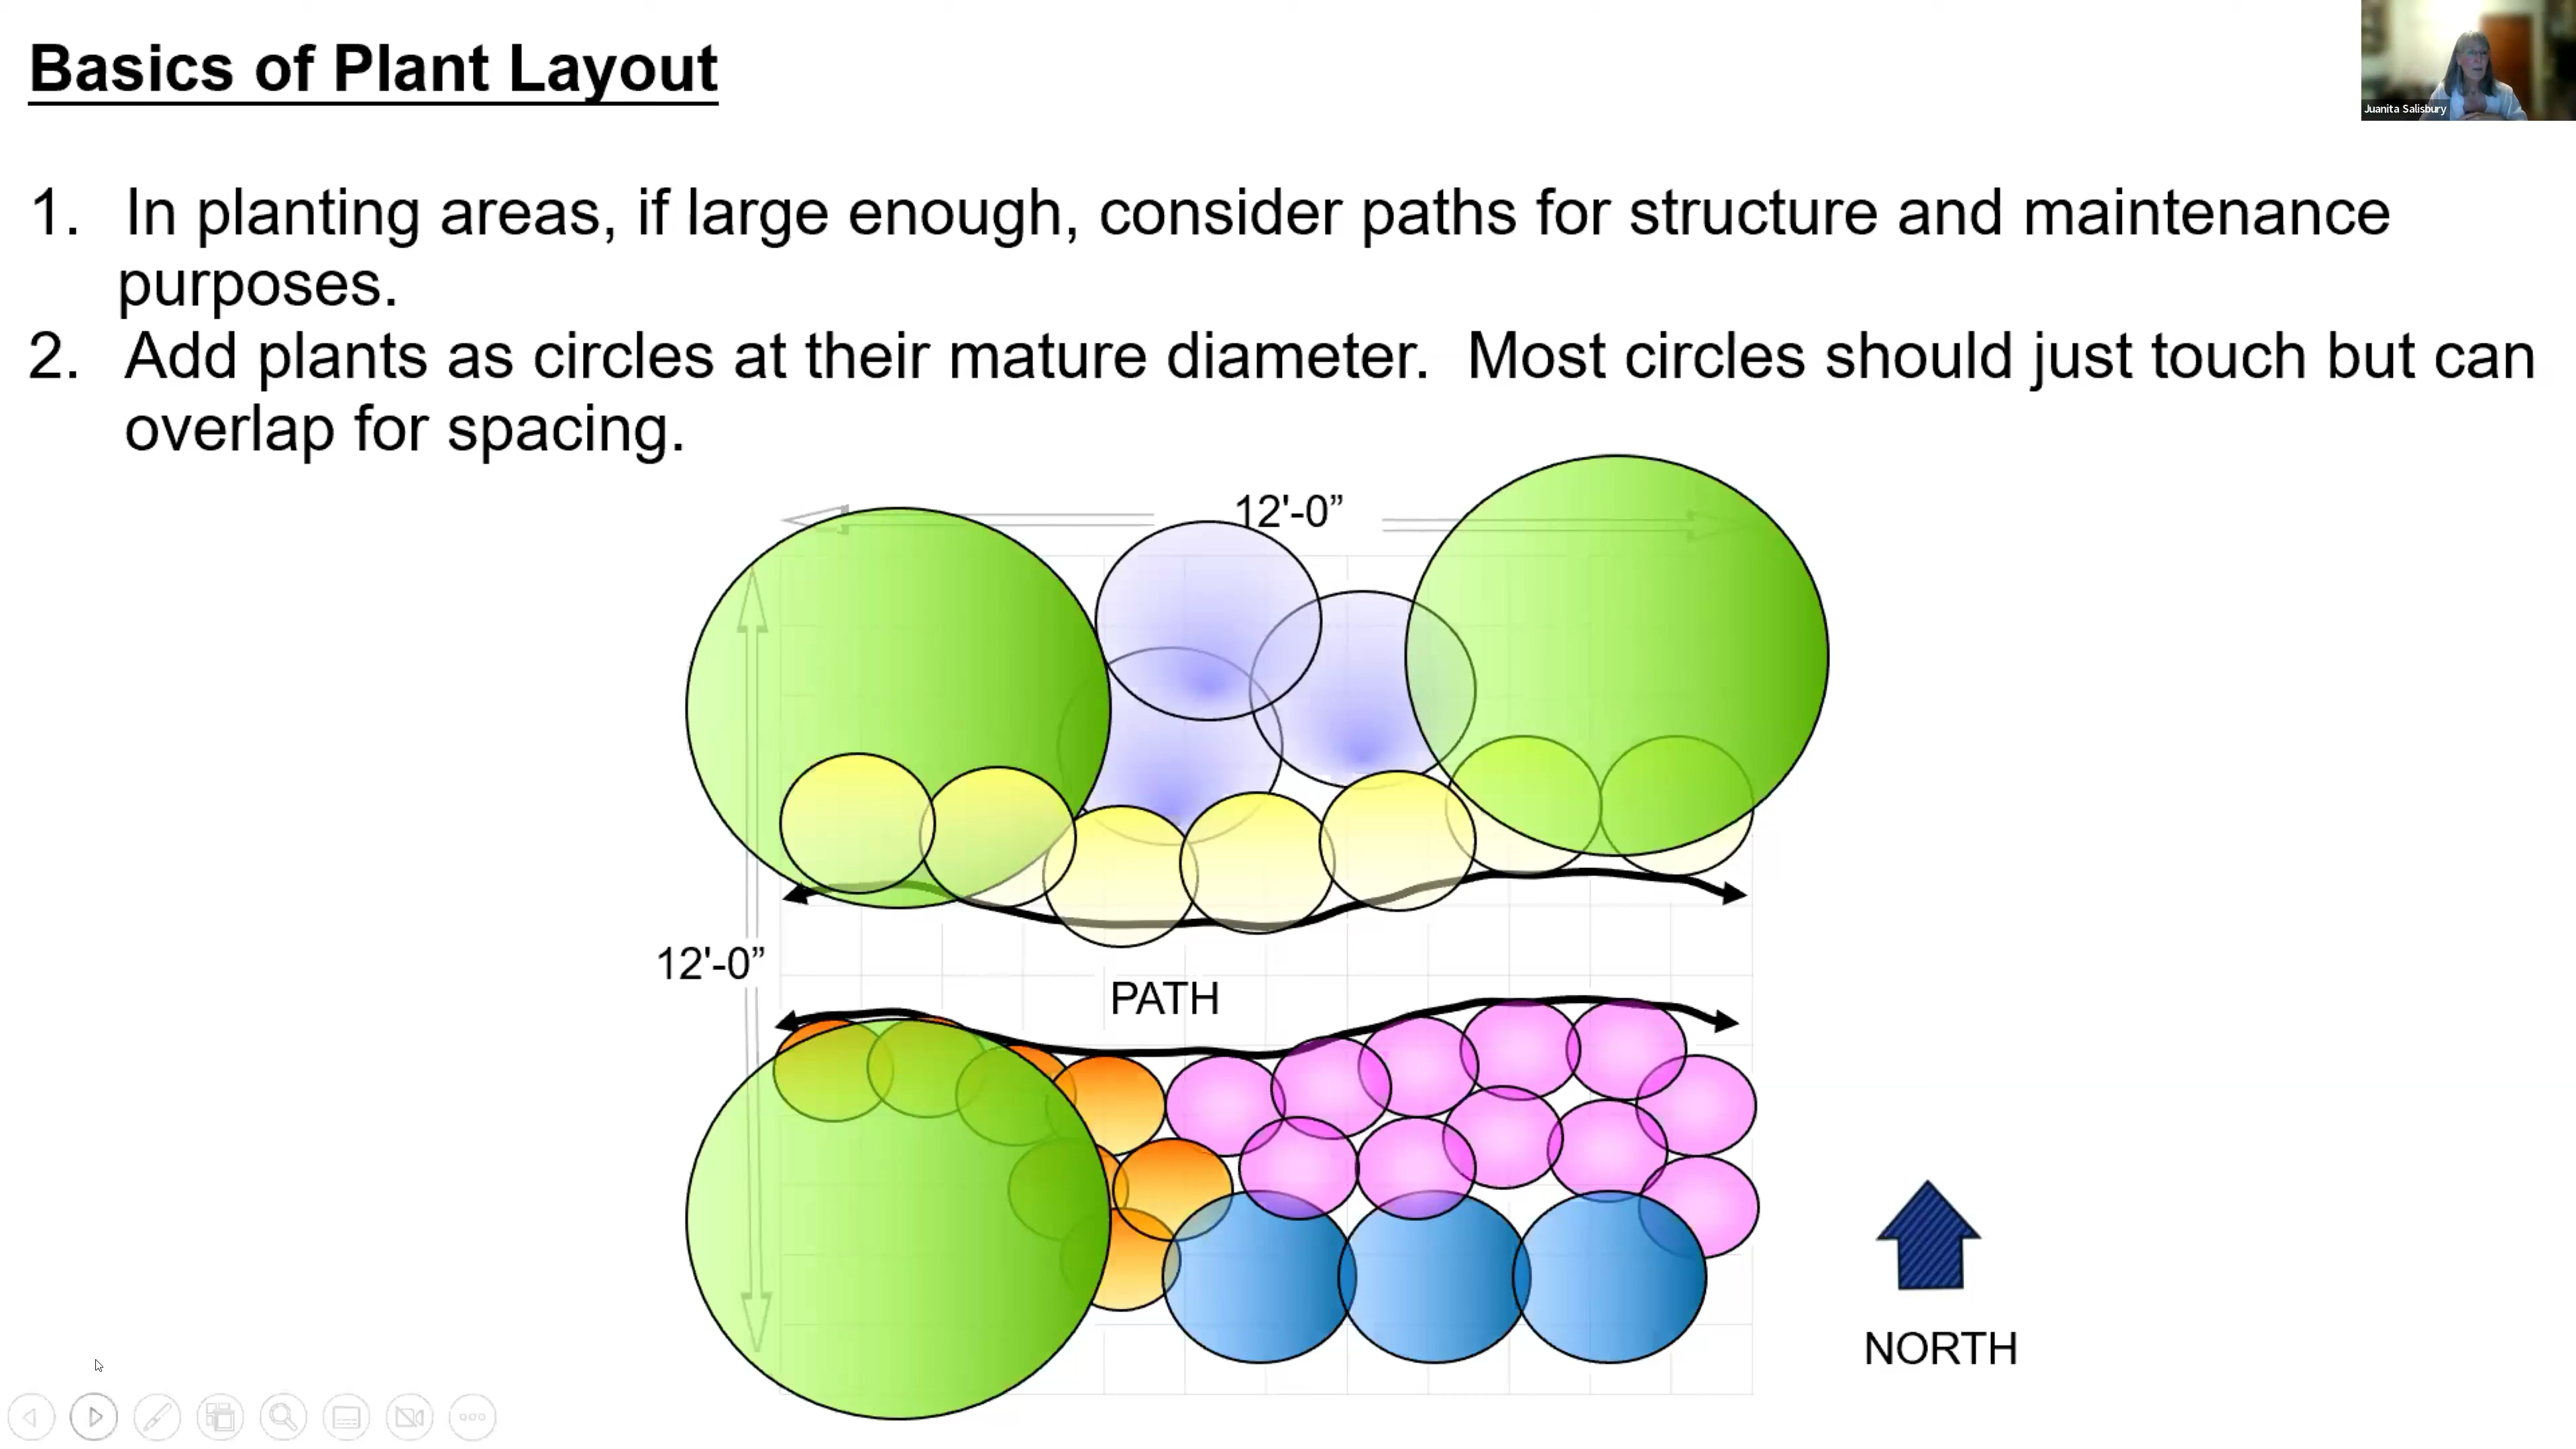 Basics of Plant Layout
Juanita Salisbury
1. In planting areas, if large enough, consider paths for structure and maintenance
purposes.
2. Add plants as circles at their mature diameter. Most circles should just touch but can
overlap for spacing.
12'-0”
12'-0”
PATH
NORTH